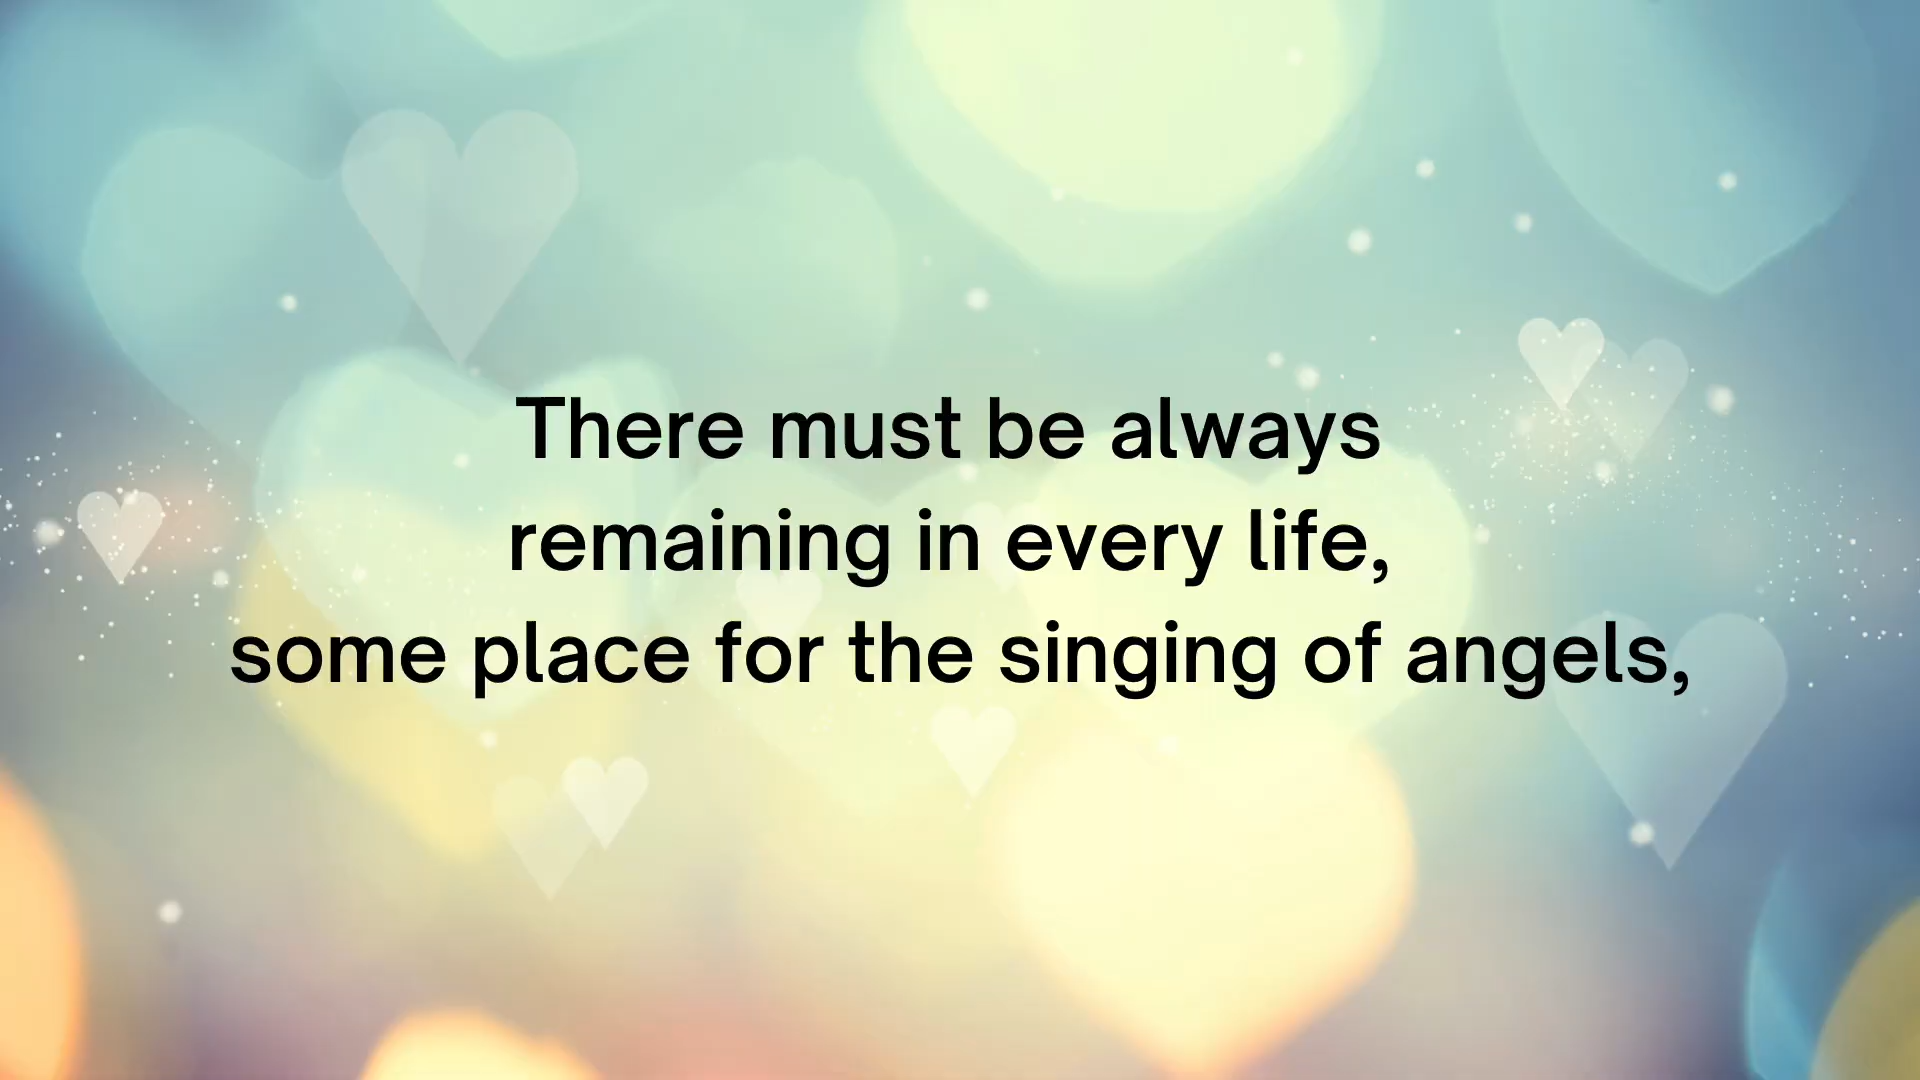 There must be always
remaining in every life,
some place for the singing of angels,